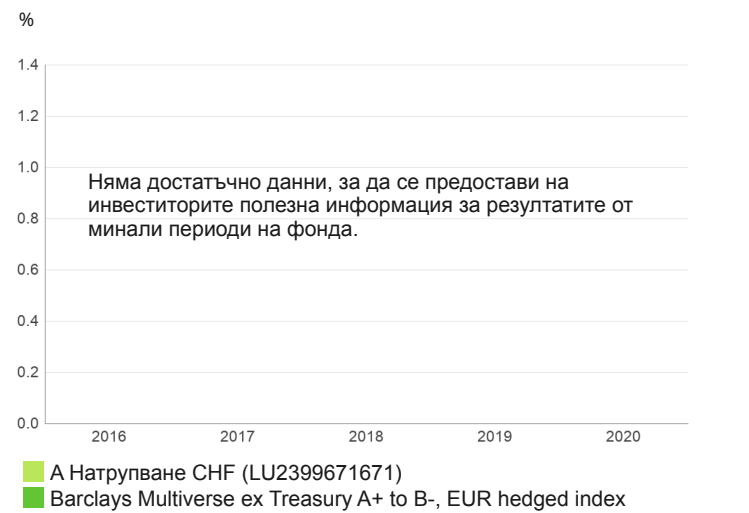 %
1.4
1.2
1.0
Няма достатъчно данни, за да се предостави на
инвеститорите полезна информация за резултатите от
0.8
минали периоди на фонда.
0.6
0.4
0.2
0.0
2016 2017 2018 2019 2020
А Натрупване CHF (LU2399671671)
Barclays Multiverse ex Treasury A+ to B-, EUR hedged index